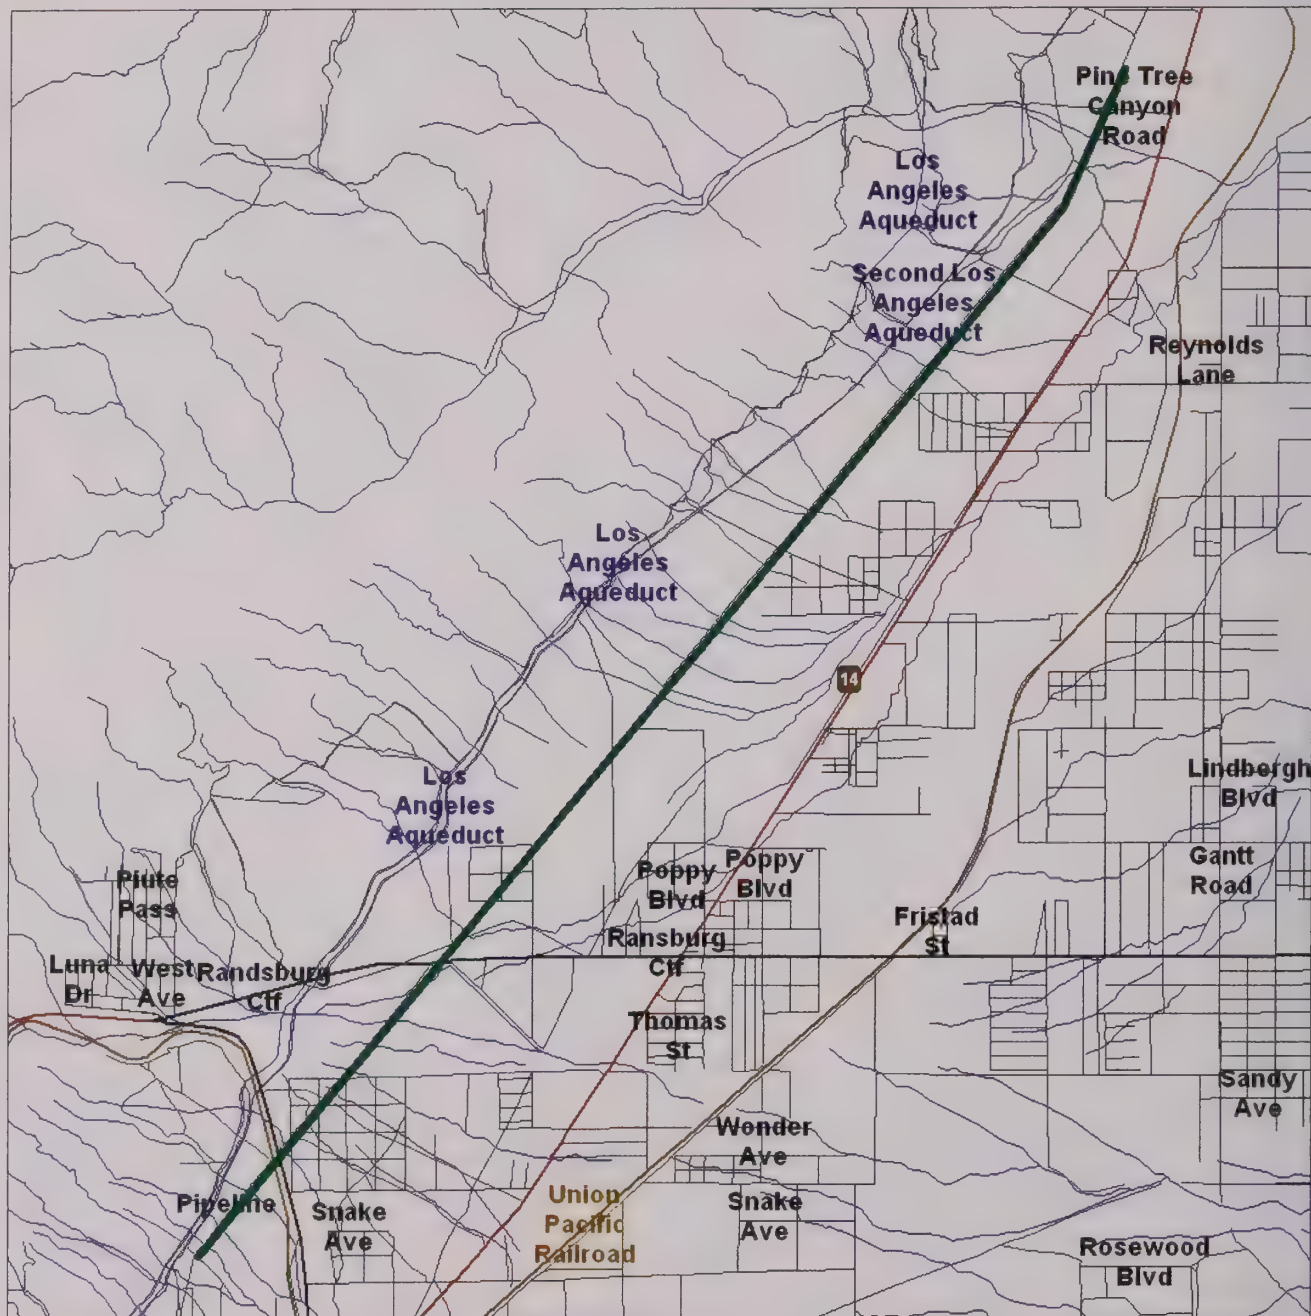 Pine Tree
Canyon
Road
Los
Angeles
Aqueduct
Second Los
Angeles
Aqueduct
Reynolds
Lane
Los
Angeles
Aqueduct
14
Los
Angeles
Aqueduct
Lindbergh
Blvd
Poppy
Blvd
Poppy
Blvd
Gantt
Road
Piute
Pass
Fristad
St
Ransburg
Ctf
Luna
Dr
West
Ave
Randsburg
Ctf
Thomas
St
Sandy
Ave
Wonder
Ave
Pipeline
Snake
Ave
Union
Pacific
Railroad
Snake
Ave
Rosewood
Blvd